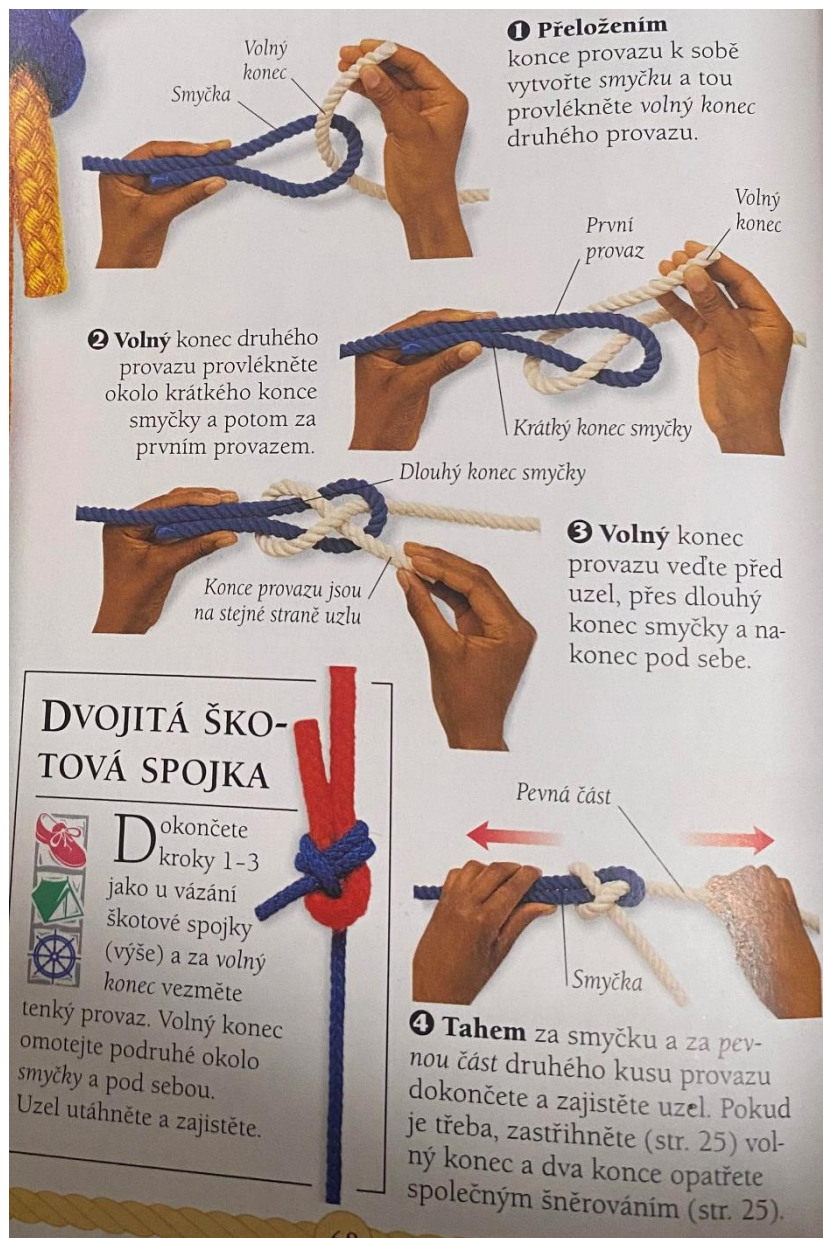 ❶ Přeložením
konce provazu k sobě
vytvořte smyčku a tou
provlékněte volný konec
druhého provazu.
Volný
konec
Smyčka
Volný
konec
První
provaz
❷ Volný konec druhého
provazu provlékněte
okolo krátkého konce
smyčky a potom za
prvním provazem.
Krátký konec smyčky
Dlouhý konec smyčky
Konce provazu jsou
na stejné straně uzlu
❸ Volný konec
provazu veďte před
uzel, přes dlouhý
konec smyčky a na-
konec pod sebe.
DVOJITÁ ŠKO-
TOVÁ SPOJKA
Dokončete
kroky 1-3
jako u vázání
škotové spojky
(výše) a za volný
konec vezměte
tenký provaz. Volný konec
omotejte podruhé okolo
smyčky a pod sebou.
Uzel utáhněte a zajistěte.
Pevná část
Smyčka
❹ Tahem za smyčku a za pev-
nou část druhého kusu provazu
dokončete a zajistěte uzel. Pokud
je třeba, zastřihněte (str. 25) vol-
ný konec a dva konce opatřete
společným šněrováním (str. 25).